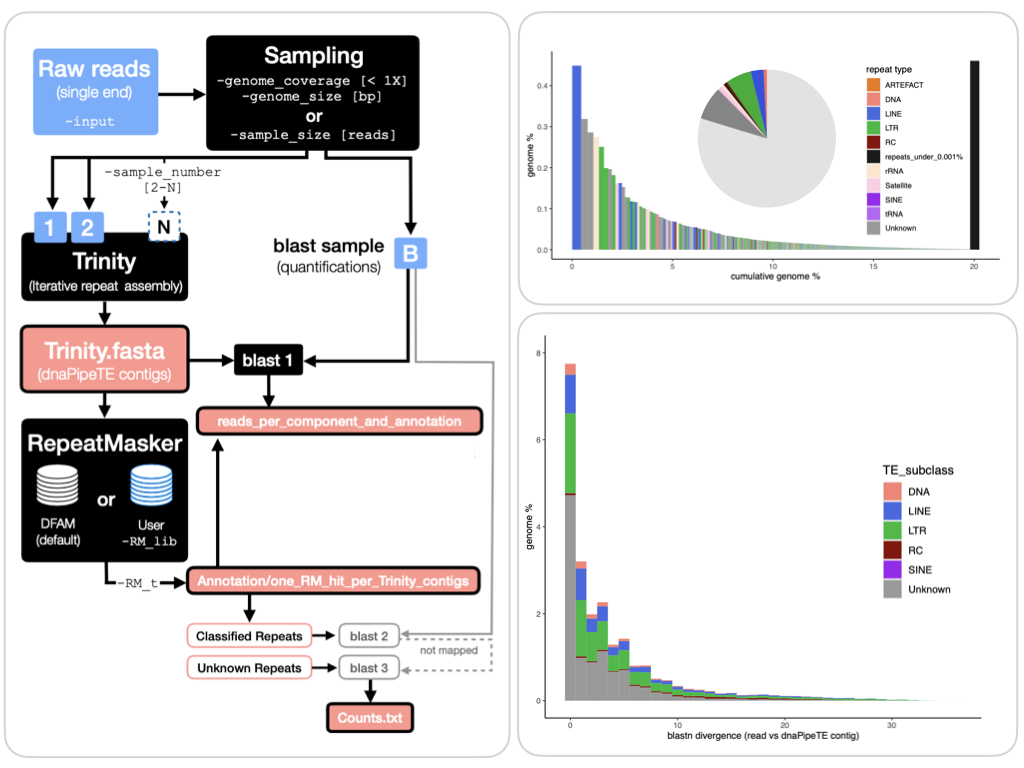 Raw reads
(single end)
-input
Sampling
-genome_coverage [< 1X]
-genome_size [bp]
or
-sample_size [reads]
-sample_number
[2-N]
1
2
N
Trinity
(Iterative repeat assembly)
blast sample
(quantifications)
B
Trinity.fasta
(dnaPipeTE contigs)
blast 1
reads_per_component_and_annotation
RepeatMasker
or
DFAM
(default)
User
-RM_lib
-RM_t
Annotation/one_RM_hit_per_Trinity_contigs
Classified Repeats
blast 2
not mapped
Unknown Repeats
blast 3
Counts.txt
genome %
0.4
0.3
0.2
0.1
0.0
0
5
10
15
20
cumulative genome %
repeat type
ARTEFACT
DNA
LINE
LTR
RC
repeats_under_0.001%
rRNA
Satellite
SINE
tRNA
Unknown
genome %
8
6
4
2
0
0
10
20
30
blastn divergence (read vs dnaPipeTE contig)
TE_subclass
DNA
LINE
LTR
RC
SINE
Unknown